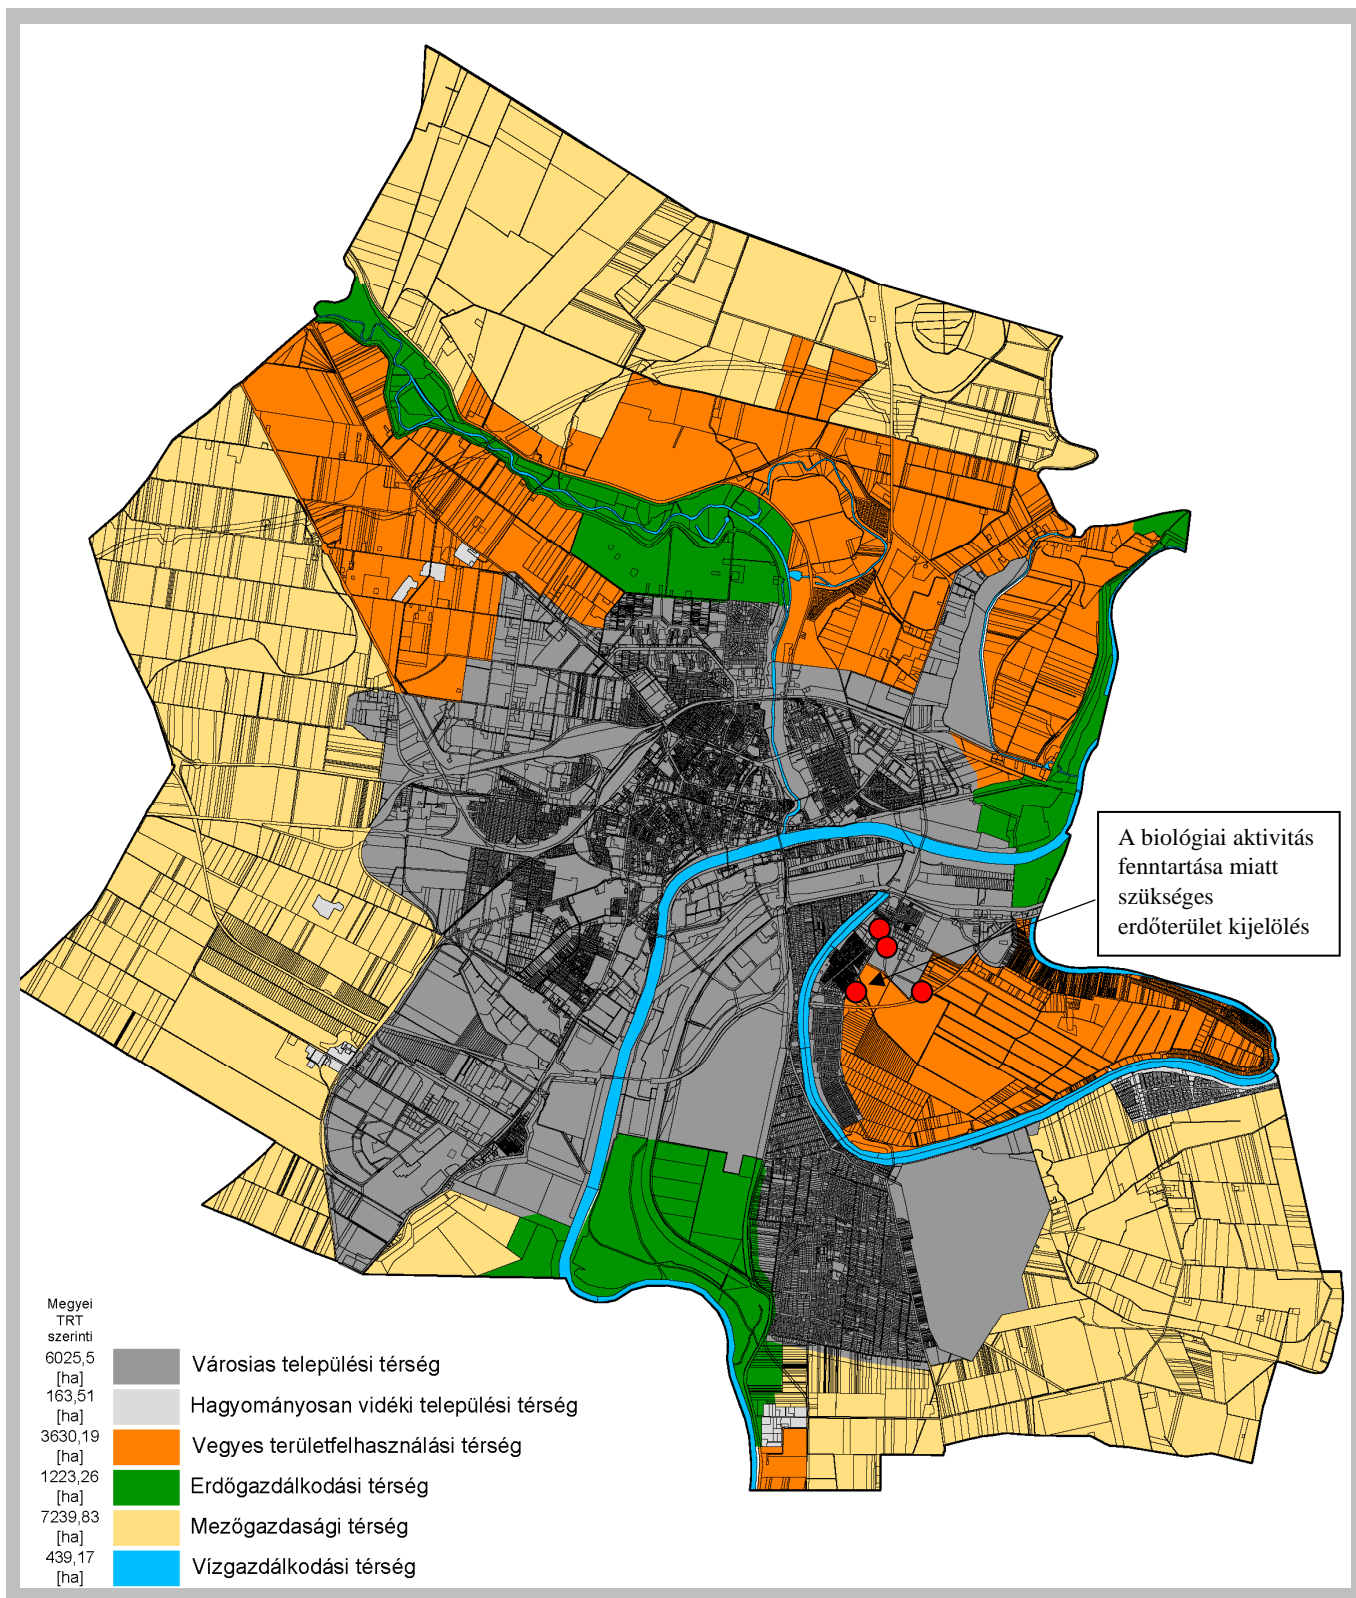 A biológiai aktivitás
fenntartása miatt
szükséges
erdőterület kijelölés
Megyei
TRT
szerinti
6025,5
[ha]
Városias települési térség
163,51
[ha]
Hagyományosan vidéki települési térség
3630,19
[ha]
Vegyes területfelhasználási térség
1223,26
[ha]
Erdőgazdálkodási térség
7239,83
[ha]
Mezőgazdasági térség
439,17
[ha]
Vízgazdálkodási térség